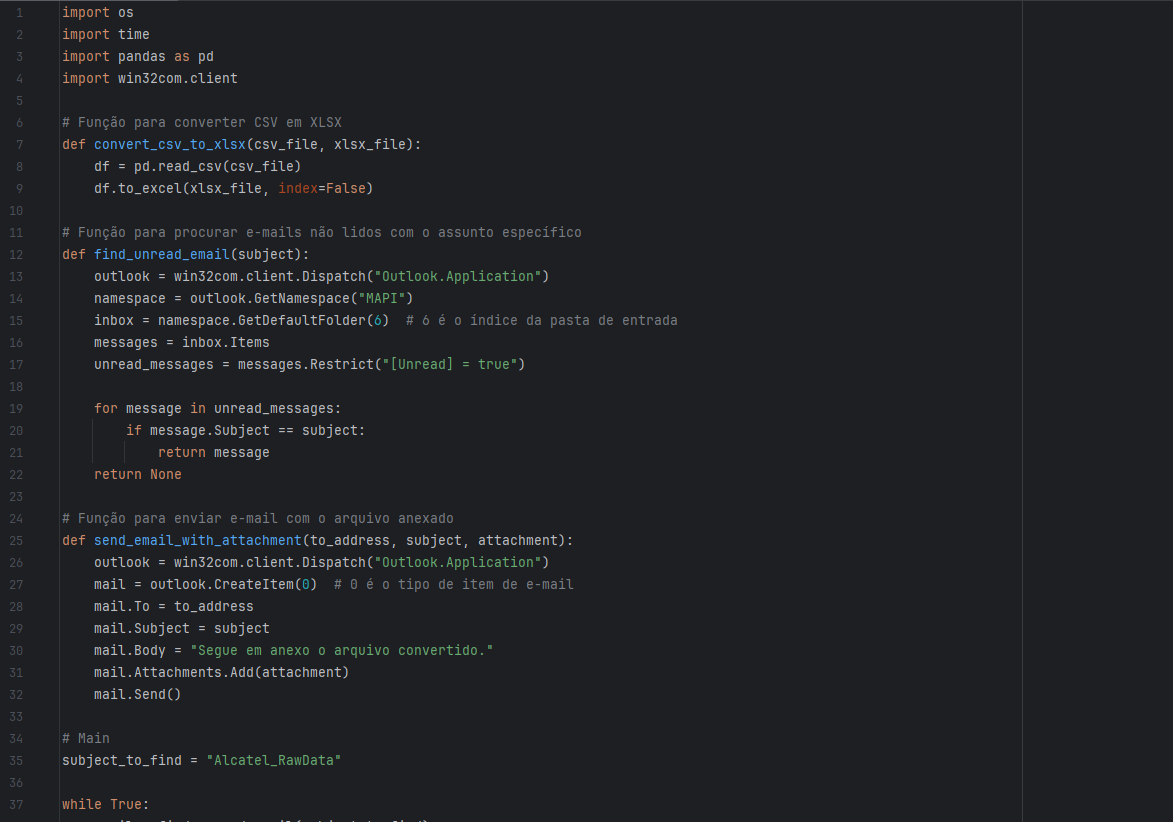 1 import os
2 import time
3 import pandas as pd
4 import win32com.client
5
6 # Função para converter CSV em XLSX
7 def convert_csv_to_xlsx(csv_file, xlsx_file):
8     df = pd.read_csv(csv_file)
9     df.to_excel(xlsx_file, index=False)
10
11 # Função para procurar e-mails não lidos com o assunto específico
12 def find_unread_email(subject):
13     outlook = win32com.client.Dispatch("Outlook.Application")
14     namespace = outlook.GetNamespace("MAPI")
15     inbox = namespace.GetDefaultFolder(6)  # 6 é o índice da pasta de entrada
16     messages = inbox.Items
17     unread_messages = messages.Restrict("[Unread] = true")
18
19     for message in unread_messages:
20         if message.Subject == subject:
21             return message
22     return None
23
24 # Função para enviar e-mail com o arquivo anexado
25 def send_email_with_attachment(to_address, subject, attachment):
26     outlook = win32com.client.Dispatch("Outlook.Application")
27     mail = outlook.CreateItem(0)  # 0 é o tipo de item de e-mail
28     mail.To = to_address
29     mail.Subject = subject
30     mail.Body = "Segue em anexo o arquivo convertido."
31     mail.Attachments.Add(attachment)
32     mail.Send()
33
34 # Main
35 subject_to_find = "Alcatel_RawData"
36
37 while True: